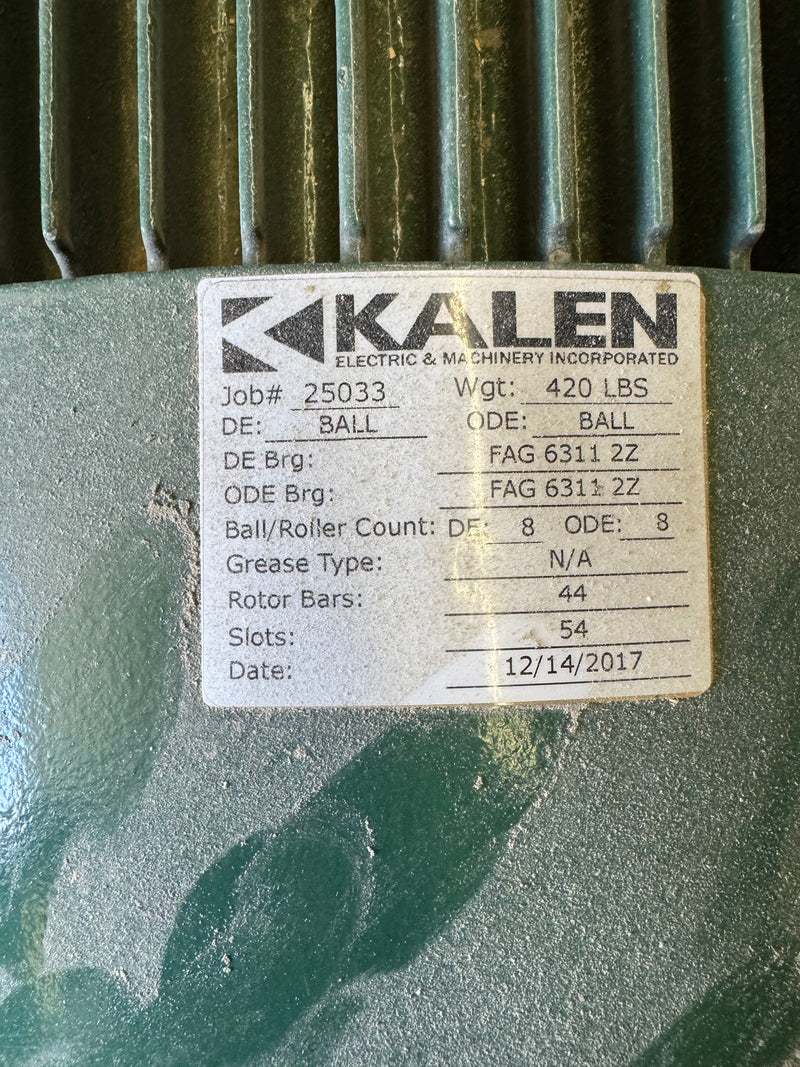 KALEN
ELECTRIC & MACHINERY INCORPORATED
Job# 25033 Wgt: 420 LBS
DE: BALL ODE: BALL
DE Brg: FAG 6311 2Z
ODE Brg: FAG 6311 2Z
Ball/Roller Count: DE: 8 ODE: 8
Grease Type: N/A
Rotor Bars: 44
Slots: 54
Date: 12/14/2017